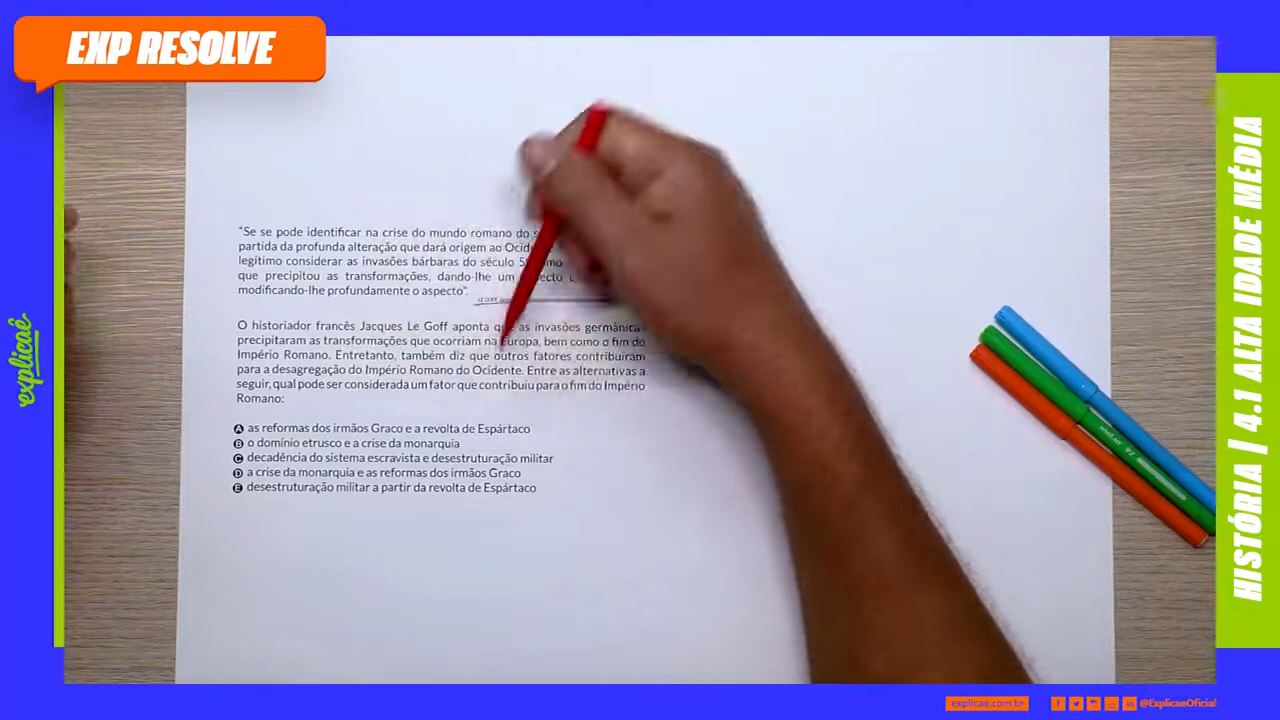 EXP RESOLVE
"Se se pode identificar na crise do mundo romano do
partida da profunda alteração que dará origem ao
legítimo considerar as invasões bárbaras do século
que precipitou as transformações, dando-lhe um
modificando-lhe profundamente o aspecto".
O historiador francês Jacques Le Goff aponta que as invasões germânica
precipitaram as transformações que ocorriam na Europa, bem como o fim do
Império Romano. Entretanto, também diz que outros fatores contribuíram
para a desagregação do Império Romano do Ocidente. Entre as alternativas a
seguir, qual pode ser considerada um fator que contribuiu para o fim do Império
Romano:
A as reformas dos irmãos Graco e a revolta de Espártaco
B o domínio etrusco e a crise da monarquia
C decadência do sistema escravista e desestruturação militar
D a crise da monarquia e as reformas dos irmãos Graco
E desestruturação militar a partir da revolta de Espártaco
explicaê
HISTÓRIA | 4.1 ALTA IDADE MÉDIA
explicae.com.br
@ExplicaeOficial